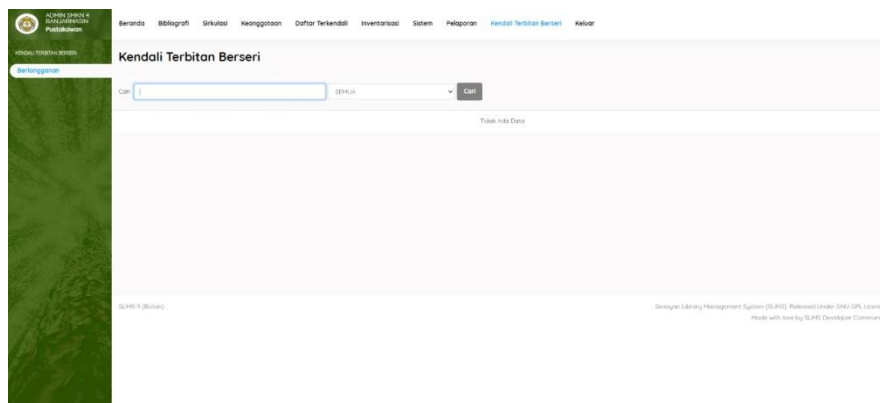 ADMIN SMKN 4
BANJARMASIN
Pustakawan
Beranda Bibliografi Sirkulasi Keanggotaan Daftar Terkendali Inventarisasi Sistem Pelaporan Kendali Terbitan Berseri Keluar
KENDALI TERBITAN BERSERI
Berlangganan
Kendali Terbitan Berseri
Cari SEMUA Cari
Tidak Ada Data
SLiMS 9 (Bulian)
Senayan Library Management System (SLiMS). Released Under GNU GPL
Made with love by SLiMS Developer